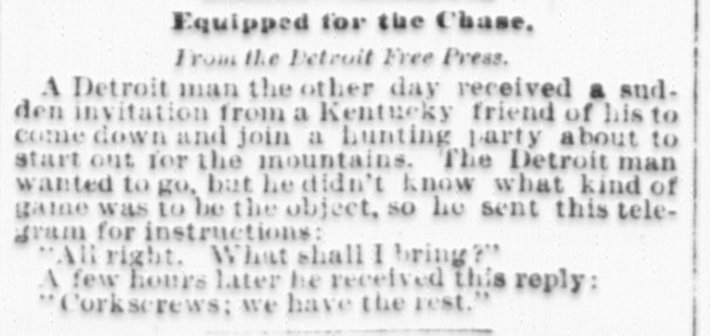 Equipped for the Chase.
From the Detroit Free Press.
A Detroit man the other day received a sud-
den invitation from a Kentucky friend of his to
come down and join a hunting party about to
start out for the mountains. The Detroit man
wanted to go, but he didn't know what kind of
game was to be the object, so he sent this tele-
gram for instructions:
"All right. What shall I bring?"
A few hours later he received this reply:
"Corkscrews; we have the rest."